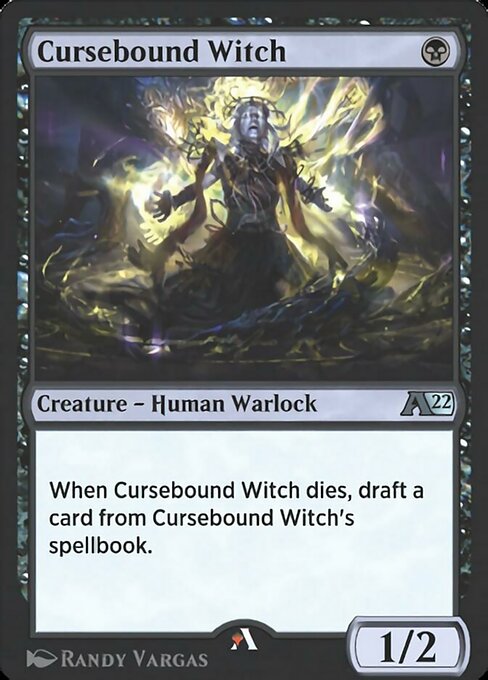 Cursebound Witch
Creature – Human Warlock
A22
When Cursebound Witch dies, draft a
card from Cursebound Witch's
spellbook.
1/2
RANDY VARGAS